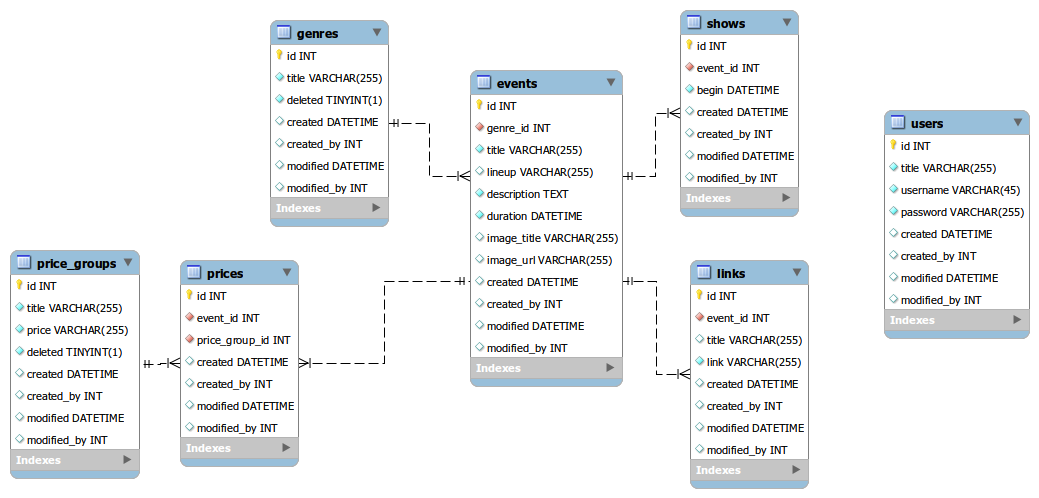 genres
id INT
title VARCHAR(255)
deleted TINYINT(1)
created DATETIME
created_by INT
modified DATETIME
modified_by INT
Indexes
events
id INT
genre_id INT
title VARCHAR(255)
lineup VARCHAR(255)
description TEXT
duration DATETIME
image_title VARCHAR(255)
image_url VARCHAR(255)
created DATETIME
created_by INT
modified DATETIME
modified_by INT
Indexes
shows
id INT
event_id INT
begin DATETIME
created DATETIME
created_by INT
modified DATETIME
modified_by INT
Indexes
users
id INT
title VARCHAR(255)
username VARCHAR(45)
password VARCHAR(255)
created DATETIME
created_by INT
modified DATETIME
modified_by INT
Indexes
price_groups
id INT
title VARCHAR(255)
price VARCHAR(255)
deleted TINYINT(1)
created DATETIME
created_by INT
modified DATETIME
modified_by INT
Indexes
prices
id INT
event_id INT
price_group_id INT
created DATETIME
created_by INT
modified DATETIME
modified_by INT
Indexes
links
id INT
event_id INT
title VARCHAR(255)
link VARCHAR(255)
created DATETIME
created_by INT
modified DATETIME
modified_by INT
Indexes